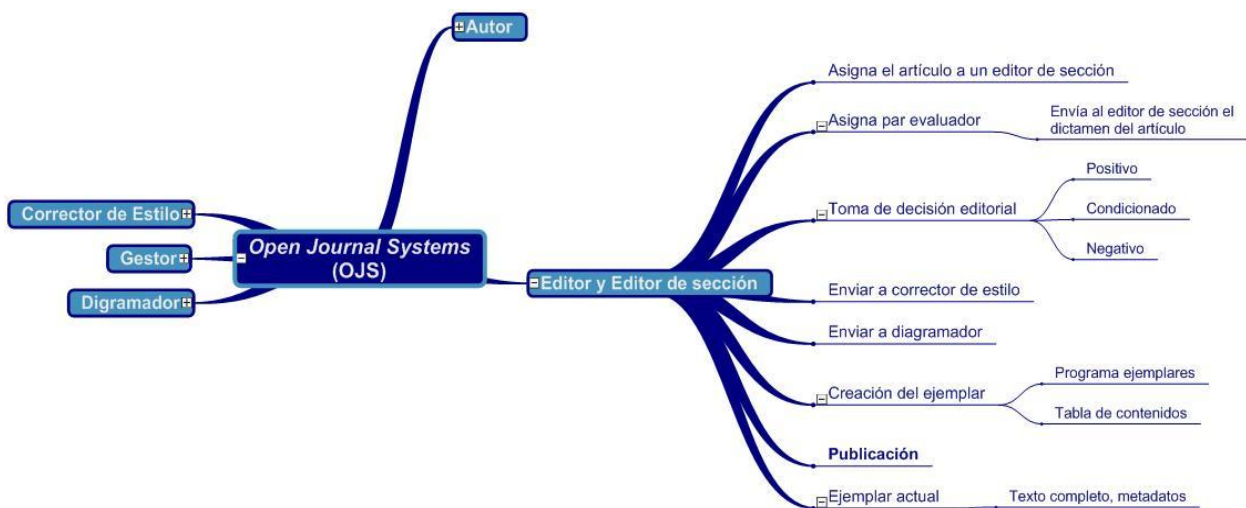 Autor
Corrector de Estilo
Gestor
Digramador
Open Journal Systems
(OJS)
Editor y Editor de sección
Asigna el artículo a un editor de sección
Asigna par evaluador
Envía al editor de sección el
dictamen del artículo
Toma de decisión editorial
Positivo
Condicionado
Negativo
Enviar a corrector de estilo
Enviar a diagramador
Creación del ejemplar
Programa ejemplares
Tabla de contenidos
Publicación
Ejemplar actual
Texto completo, metadatos